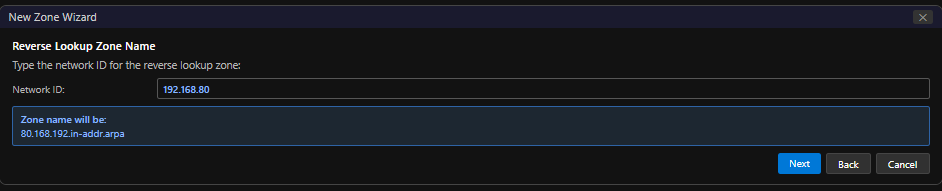 New Zone Wizard
Reverse Lookup Zone Name
Type the network ID for the reverse lookup zone:
Network ID: 192.168.80
Zone name will be:
80.168.192.in-addr.arpa
Next Back Cancel